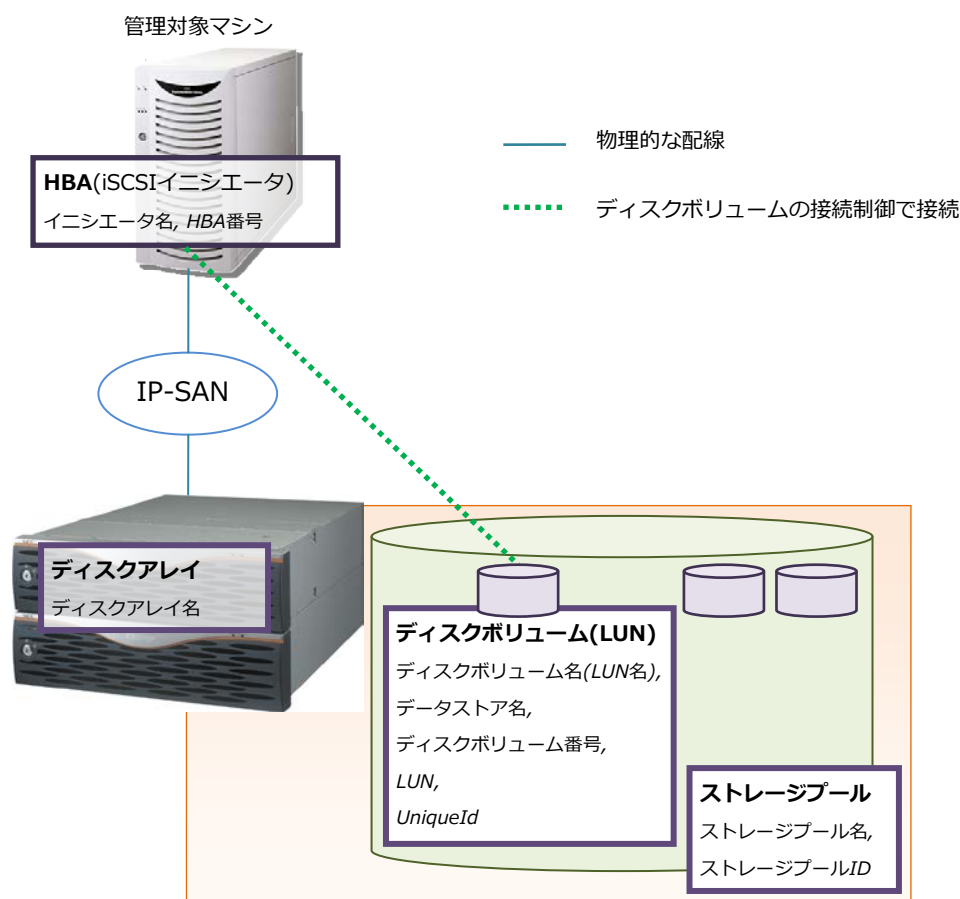 管理対象マシン
物理的な配線
HBA(iSCSIイニシエータ)
イニシエータ名, HBA番号
ディスクボリュームの接続制御で接続
IP-SAN
ディスクアレイ
ディスクアレイ名
ディスクボリューム(LUN)
ディスクボリューム名(LUN名),
データストア名,
ディスクボリューム番号,
LUN,
UniqueId
ストレージプール
ストレージプール名,
ストレージプールID